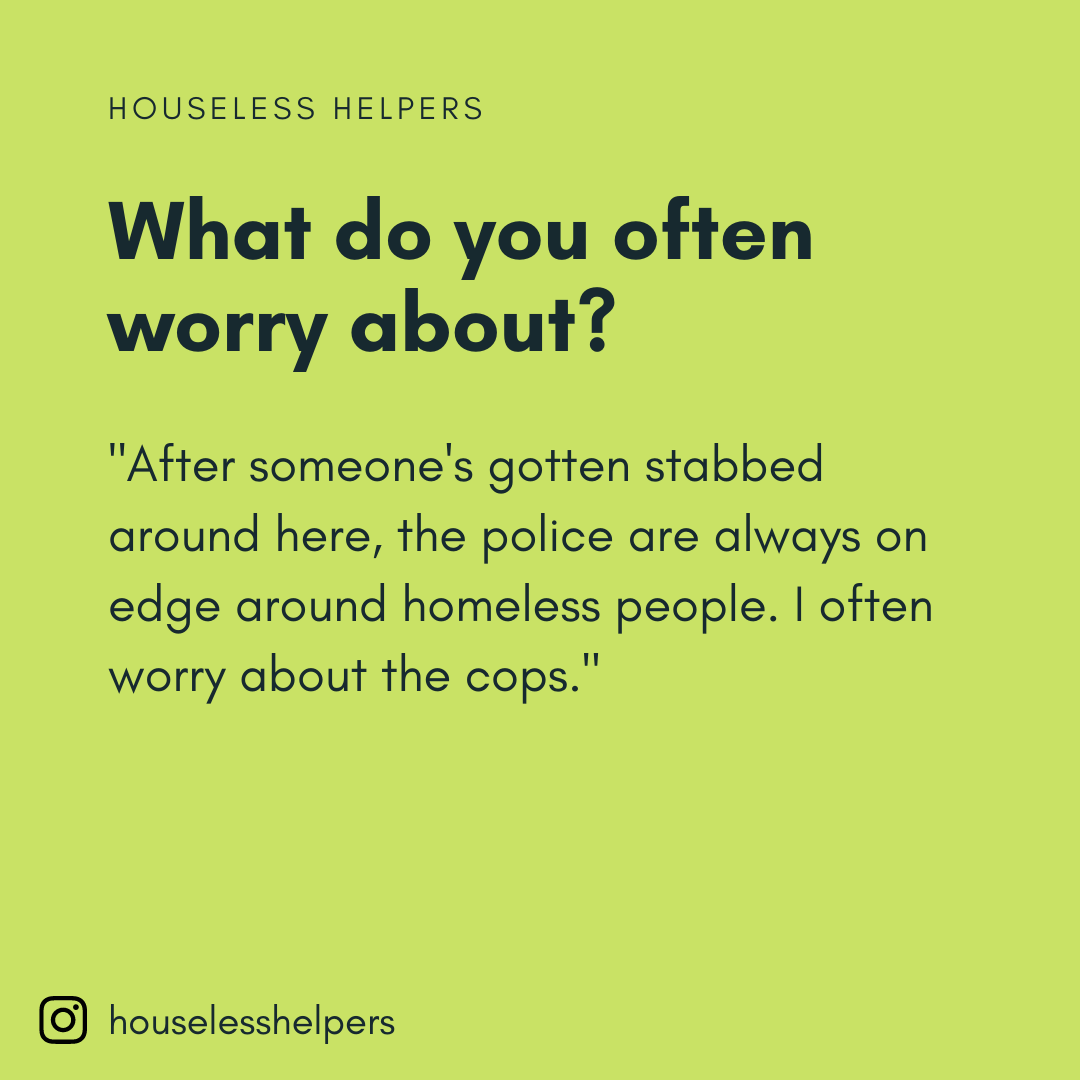 HOUSELESS HELPERS
What do you often
worry about?
"After someone's gotten stabbed
around here, the police are always on
edge around homeless people. I often
worry about the cops."
houselesshelpers